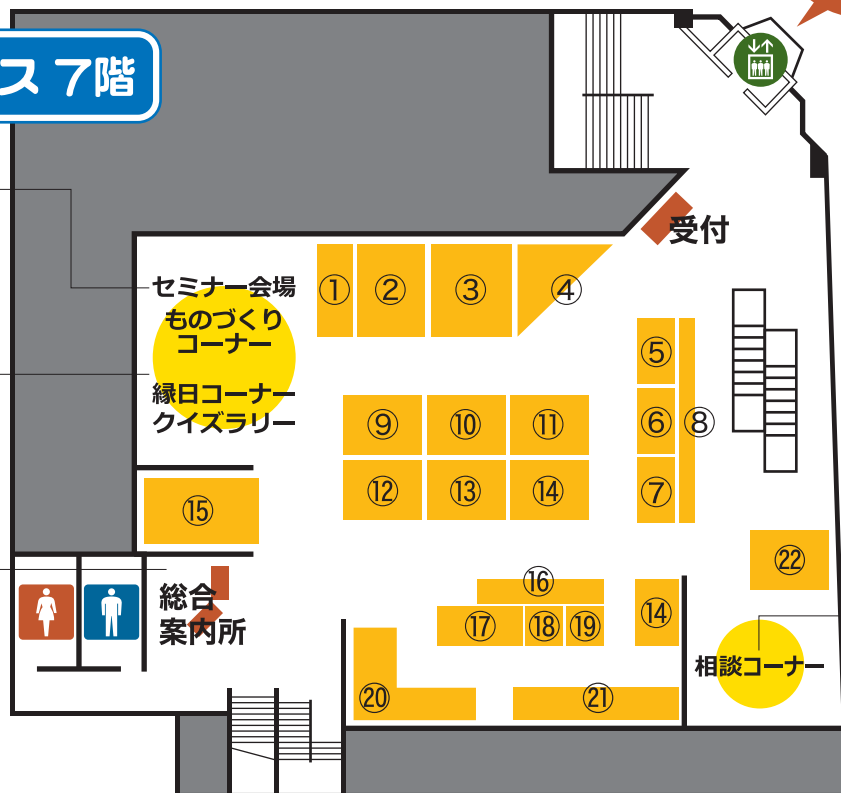 ス 7階
受付
セミナー会場
ものづくり
コーナー
縁日コーナー
クイズラリー
① ② ③ ④
⑤
⑥ ⑧
⑦
⑨ ⑩ ⑪
⑫ ⑬ ⑭
⑮
総合
案内所
⑯
⑰ ⑱ ⑲ ⑭
⑳ ㉑
㉒
相談コーナー